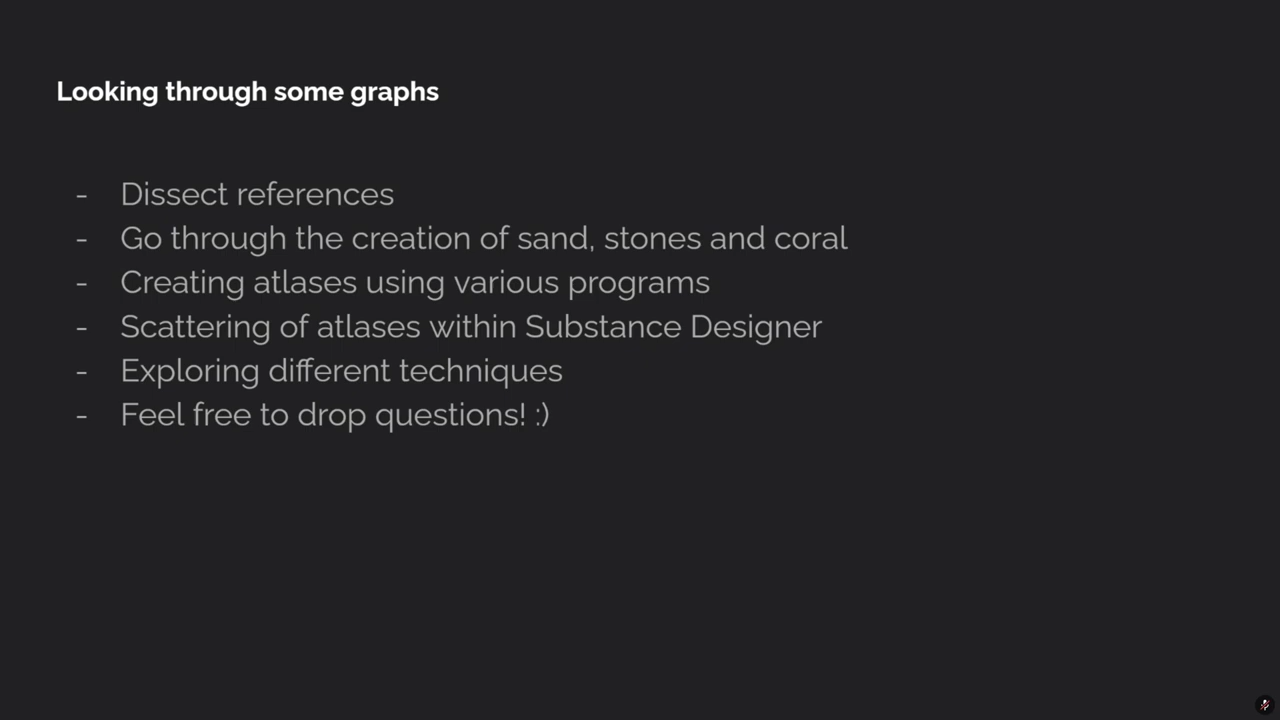 Looking through some graphs
- Dissect references
- Go through the creation of sand, stones and coral
- Creating atlases using various programs
- Scattering of atlases within Substance Designer
- Exploring different techniques
- Feel free to drop questions! :)